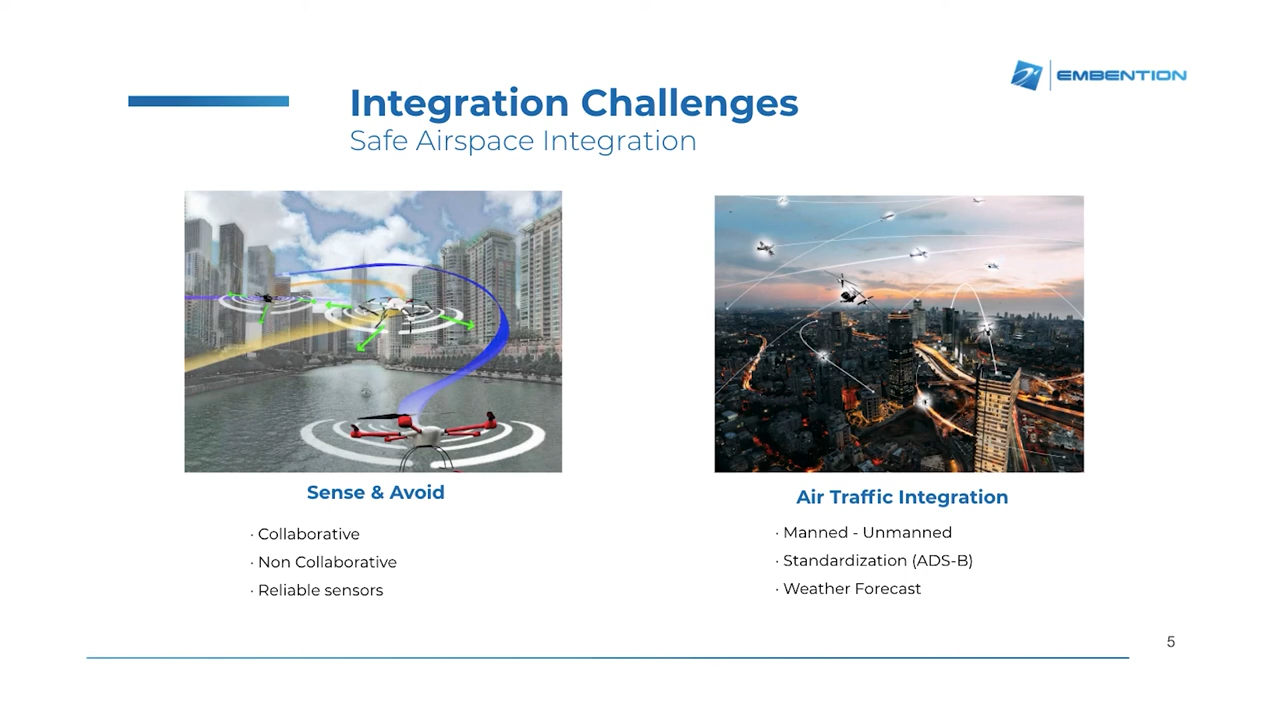 EMBENTION
Integration Challenges
Safe Airspace Integration
Sense & Avoid
· Collaborative
· Non Collaborative
· Reliable sensors
Air Traffic Integration
· Manned - Unmanned
· Standardization (ADS-B)
· Weather Forecast
5